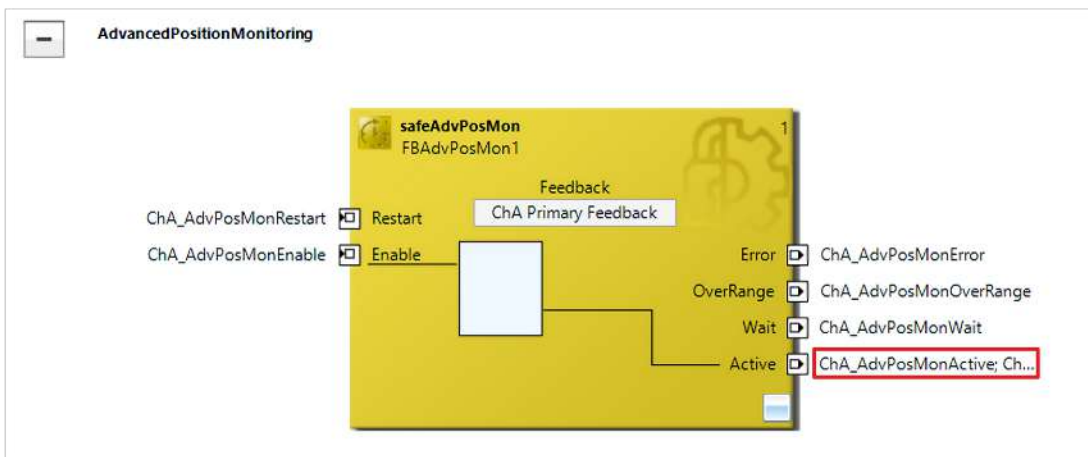 AdvancedPositionMonitoring
safeAdvPosMon
1
FBAdvPosMon1
Feedback
ChA Primary Feedback
ChA_AdvPosMonRestart Restart
ChA_AdvPosMonEnable Enable
Error ChA_AdvPosMonError
OverRange ChA_AdvPosMonOverRange
Wait ChA_AdvPosMonWait
Active ChA_AdvPosMonActive; Ch...